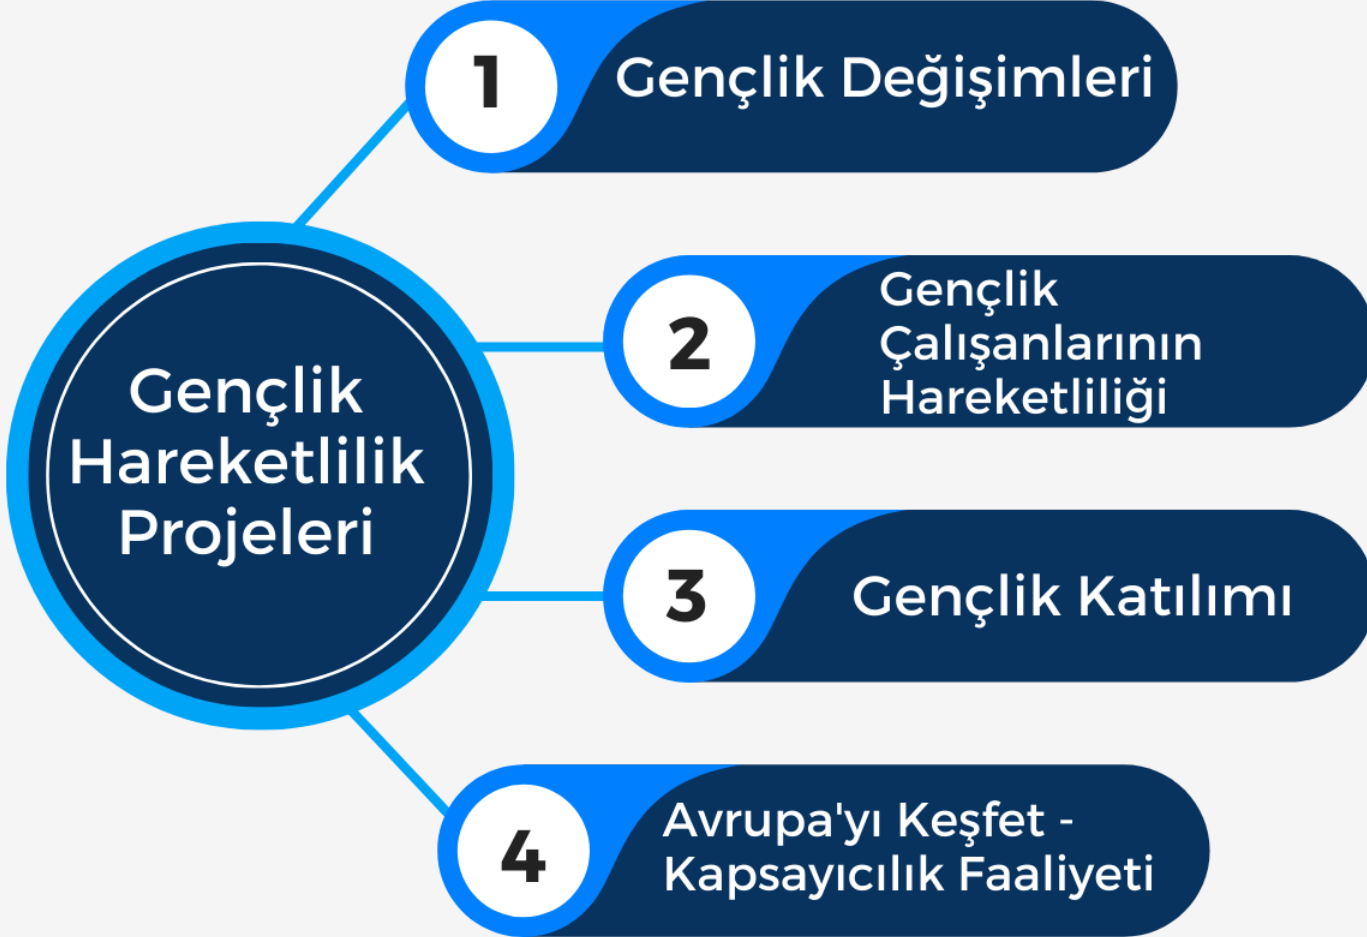 Gençlik
Hareketlilik
Projeleri
1
Gençlik Değişimleri
2
Gençlik
Çalışanlarının
Hareketliliği
3
Gençlik Katılımı
4
Avrupa'yı Keşfet -
Kapsayıcılık Faaliyeti